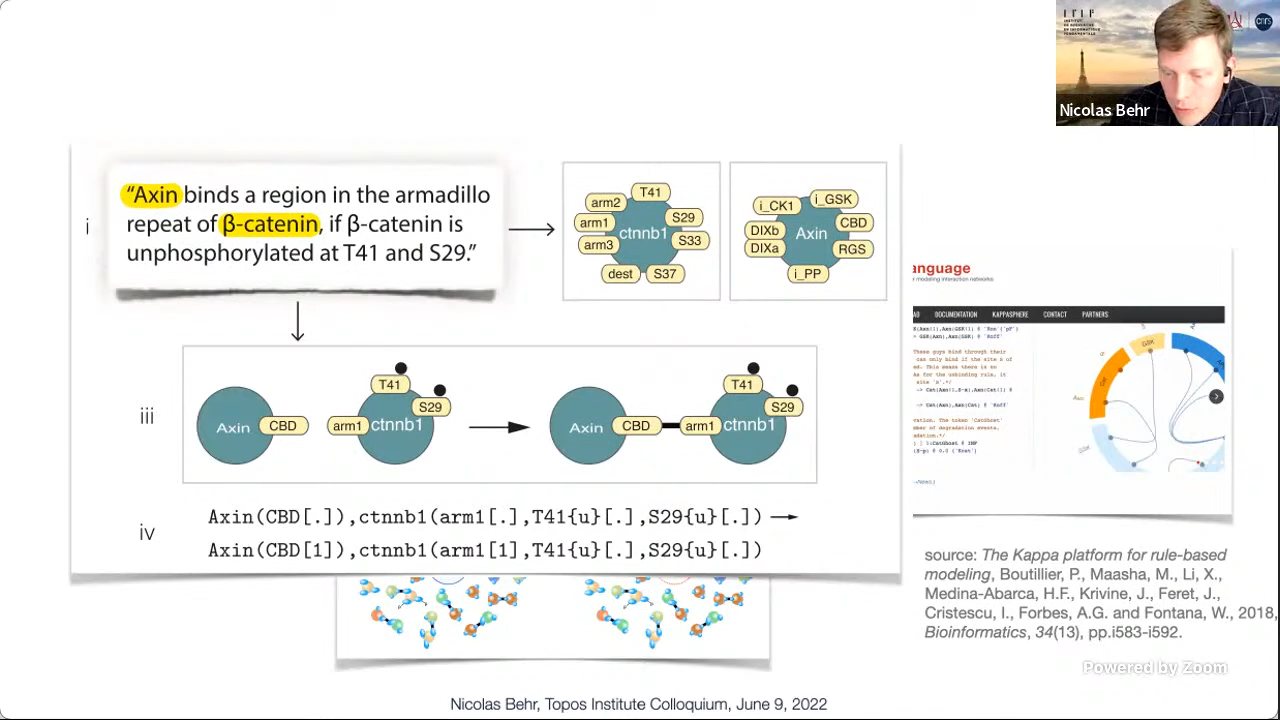 Nicolas Behr
i
“Axin binds a region in the armadillo
repeat of β-catenin, if β-catenin is
unphosphorylated at T41 and S29.”
T41
arm2
S29
arm1
ctnnb1
S33
arm3
dest
S37
i_GSK
i_CK1
CBD
DIXb
Axin
DIXa
RGS
i_PP
anguage
r modeling interaction networks
DOCUMENTATION KAPPASPHERE CONTACT PARTNERS
iii
Axin
CBD
T41
S29
arm1
ctnnb1
Axin
CBD
T41
S29
arm1
ctnnb1
iv
Axin(CBD[.]),ctnnb1(arm1[.],T41{u}[.],S29{u}[.])
Axin(CBD[1]),ctnnb1(arm1[1],T41{u}[.],S29{u}[.])
source: The Kappa platform for rule-based
modeling, Boutillier, P., Maasha, M., Li, X.,
Medina-Abarca, H.F., Krivine, J., Feret, J.,
Cristescu, I., Forbes, A.G. and Fontana, W., 2018,
Bioinformatics, 34(13), pp.i583-i592.
Powered by Zoom
Nicolas Behr, Topos Institute Colloquium, June 9, 2022